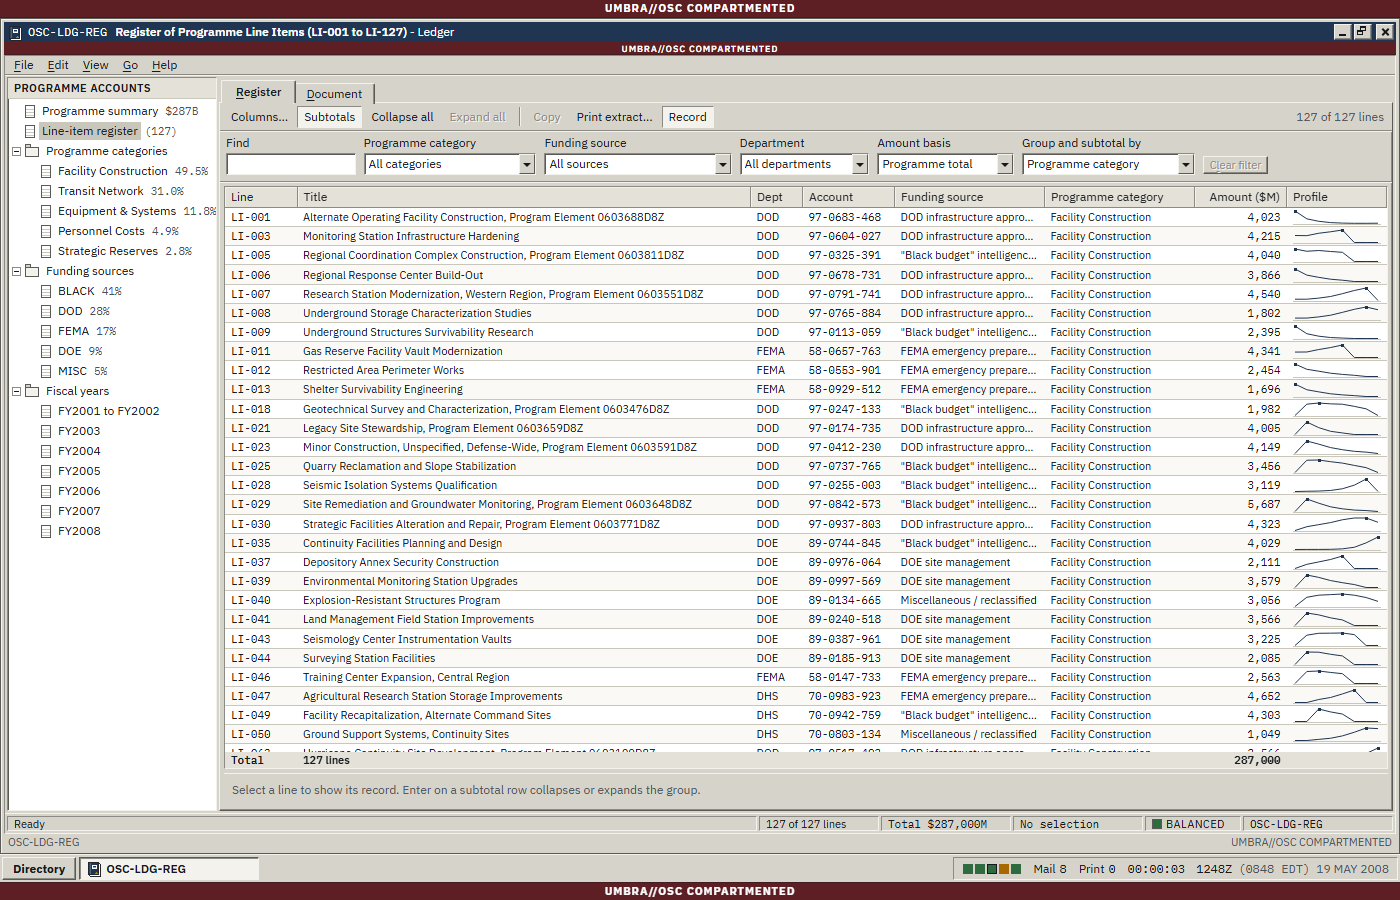 UMBRA//OSC COMPARTMENTED
OSC-LDG-REG Register of Programme Line Items (LI-001 to LI-127) - Ledger
UMBRA//OSC COMPARTMENTED
File Edit View Go Help
PROGRAMME ACCOUNTS
Programme summary $287B
Line-item register (127)
Programme categories
Facility Construction 49.5%
Transit Network 31.0%
Equipment & Systems 11.8%
Personnel Costs 4.9%
Strategic Reserves 2.8%
Funding sources
BLACK 41%
DOD 28%
FEMA 17%
DOE 9%
MISC 5%
Fiscal years
FY2001 to FY2002
FY2003
FY2004
FY2005
FY2006
FY2007
FY2008
Register Document
Columns... Subtotals Collapse all Expand all Copy Print extract... Record 127 of 127 lines
Find Programme category Funding source Department Amount basis Group and subtotal by
All categories All sources All departments Programme total Programme category Clear filter
Line Title Dept Account Funding source Programme category Amount ($M) Profile
LI-001 Alternate Operating Facility Construction, Program Element 0603688D8Z DOD 97-0683-468 DOD infrastructure appro... Facility Construction 4,023
LI-003 Monitoring Station Infrastructure Hardening DOD 97-0604-027 DOD infrastructure appro... Facility Construction 4,215
LI-005 Regional Coordination Complex Construction, Program Element 0603811D8Z DOD 97-0325-391 "Black budget" intelligenc... Facility Construction 4,040
LI-006 Regional Response Center Build-Out DOD 97-0678-731 DOD infrastructure appro... Facility Construction 3,866
LI-007 Research Station Modernization, Western Region, Program Element 0603551D8Z DOD 97-0791-741 DOD infrastructure appro... Facility Construction 4,540
LI-008 Underground Storage Characterization Studies DOD 97-0765-884 DOD infrastructure appro... Facility Construction 1,802
LI-009 Underground Structures Survivability Research DOD 97-0113-059 "Black budget" intelligenc... Facility Construction 2,395
LI-011 Gas Reserve Facility Vault Modernization FEMA 58-0657-763 FEMA emergency prepare... Facility Construction 4,341
LI-012 Restricted Area Perimeter Works FEMA 58-0553-901 FEMA emergency prepare... Facility Construction 2,454
LI-013 Shelter Survivability Engineering FEMA 58-0929-512 FEMA emergency prepare... Facility Construction 1,696
LI-018 Geotechnical Survey and Characterization, Program Element 0603476D8Z DOD 97-0247-133 "Black budget" intelligenc... Facility Construction 1,982
LI-021 Legacy Site Stewardship, Program Element 0603659D8Z DOD 97-0174-735 DOD infrastructure appro... Facility Construction 4,005
LI-023 Minor Construction, Unspecified, Defense-Wide, Program Element 0603591D8Z DOD 97-0412-230 DOD infrastructure appro... Facility Construction 4,149
LI-025 Quarry Reclamation and Slope Stabilization DOD 97-0737-765 "Black budget" intelligenc... Facility Construction 3,456
LI-028 Seismic Isolation Systems Qualification DOD 97-0255-003 "Black budget" intelligenc... Facility Construction 3,119
LI-029 Site Remediation and Groundwater Monitoring, Program Element 0603648D8Z DOD 97-0842-573 "Black budget" intelligenc... Facility Construction 5,687
LI-030 Strategic Facilities Alteration and Repair, Program Element 0603771D8Z DOD 97-0937-803 DOD infrastructure appro... Facility Construction 4,323
LI-035 Continuity Facilities Planning and Design DOE 89-0744-845 "Black budget" intelligenc... Facility Construction 4,029
LI-037 Depository Annex Security Construction DOE 89-0976-064 DOE site management Facility Construction 2,111
LI-039 Environmental Monitoring Station Upgrades DOE 89-0997-569 DOE site management Facility Construction 3,579
LI-040 Explosion-Resistant Structures Program DOE 89-0134-665 Miscellaneous / reclassified Facility Construction 3,056
LI-041 Land Management Field Station Improvements DOE 89-0240-518 DOE site management Facility Construction 3,566
LI-043 Seismology Center Instrumentation Vaults DOE 89-0387-961 DOE site management Facility Construction 3,225
LI-044 Surveying Station Facilities DOE 89-0185-913 DOE site management Facility Construction 2,085
LI-046 Training Center Expansion, Central Region FEMA 58-0147-733 FEMA emergency prepare... Facility Construction 2,563
LI-047 Agricultural Research Station Storage Improvements DHS 70-0983-923 FEMA emergency prepare... Facility Construction 4,652
LI-049 Facility Recapitalization, Alternate Command Sites DHS 70-0942-759 "Black budget" intelligenc... Facility Construction 4,303
LI-050 Ground Support Systems, Continuity Sites DHS 70-0803-134 Miscellaneous / reclassified Facility Construction 1,049
Total 127 lines 287,000
Select a line to show its record. Enter on a subtotal row collapses or expands the group.
Ready 127 of 127 lines Total $287,000M No selection BALANCED OSC-LDG-REG
OSC-LDG-REG UMBRA//OSC COMPARTMENTED
Directory OSC-LDG-REG Mail 8 Print 0 00:00:03 1248Z (0848 EDT) 19 MAY 2008
UMBRA//OSC COMPARTMENTED